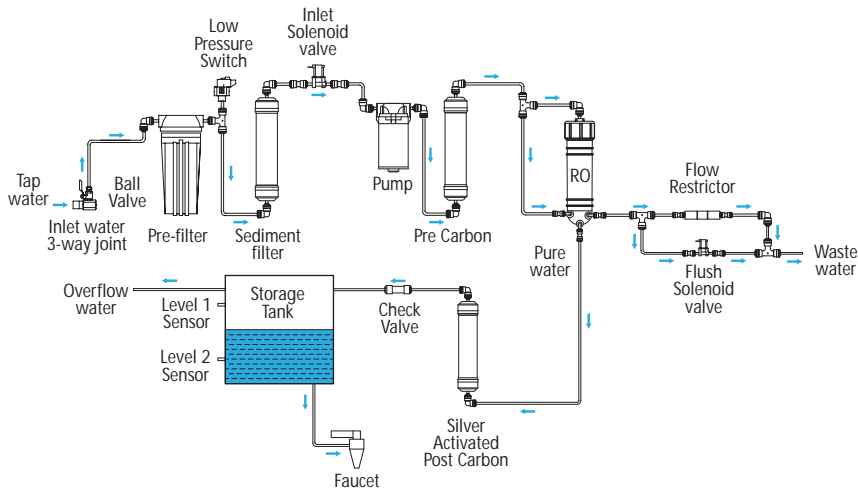 Low
Pressure
Switch
Inlet
Solenoid
valve
Tap
water
Ball
Valve
Inlet water
3-way joint
Pre-filter
Sediment
filter
Pump
Pre Carbon
RO
Pure
water
Flow
Restrictor
Flush
Solenoid
valve
Waste
water
Overflow
water
Level 1
Sensor
Level 2
Sensor
Storage
Tank
Check
Valve
Silver
Activated
Post Carbon
Faucet